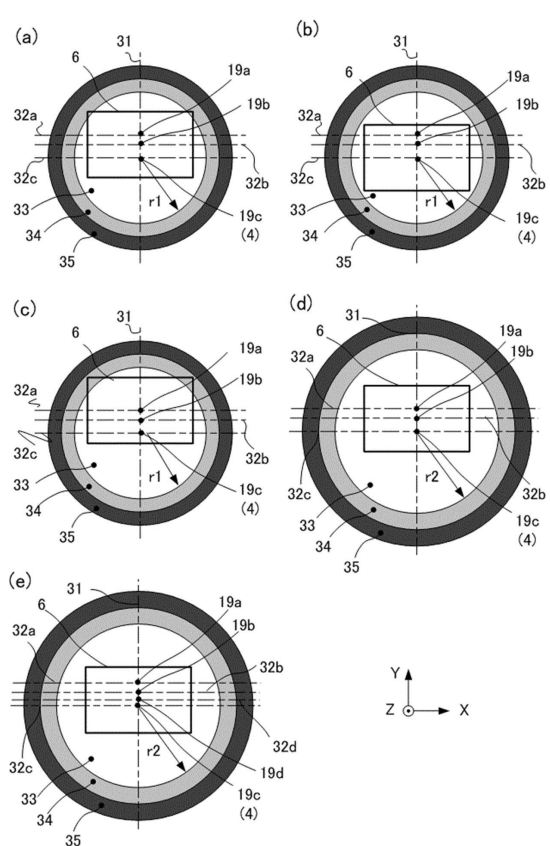 (a)
31
6
19a
19b
32a
32c
32b
33
r1
34
19c
35
(4)
(b)
31
6
19a
19b
32a
32c
32b
33
r1
34
19c
35
(4)
(c)
31
6
19a
19b
32a
32c
32b
33
r1
34
19c
35
(4)
(d)
31
19a
6
19b
32a
32c
r2
32b
33
34
19c
35
(4)
(e)
31
19a
6
19b
32a
32b
32d
32c
r2
33
19d
34
19c
35
(4)
Y
Z
X